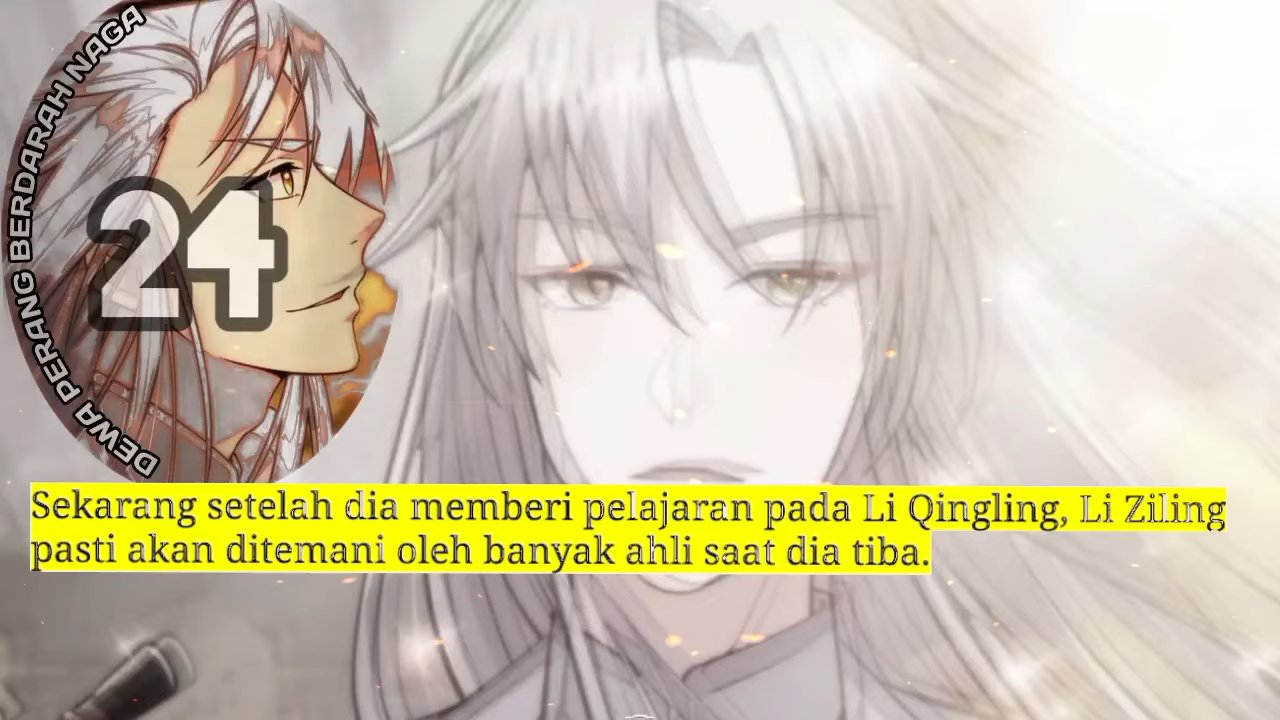 DEWA PERANG BERDARAH NAGA
24
Sekarang setelah dia memberi pelajaran pada Li Qingling, Li Ziling
pasti akan ditemani oleh banyak ahli saat dia tiba.